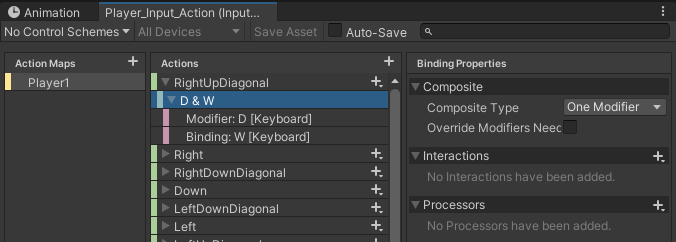 Animation
Player_Input_Action (Input...
No Control Schemes
All Devices
Save Asset
Auto-Save
Action Maps
+
Player1
Actions
+
RightUpDiagonal
D & W
Modifier: D [Keyboard]
Binding: W [Keyboard]
Right
RightDownDiagonal
Down
LeftDownDiagonal
Left
Binding Properties
Composite
Composite Type
One Modifier
Override Modifiers Neec
Interactions
No Interactions have been added.
Processors
No Processors have been added.